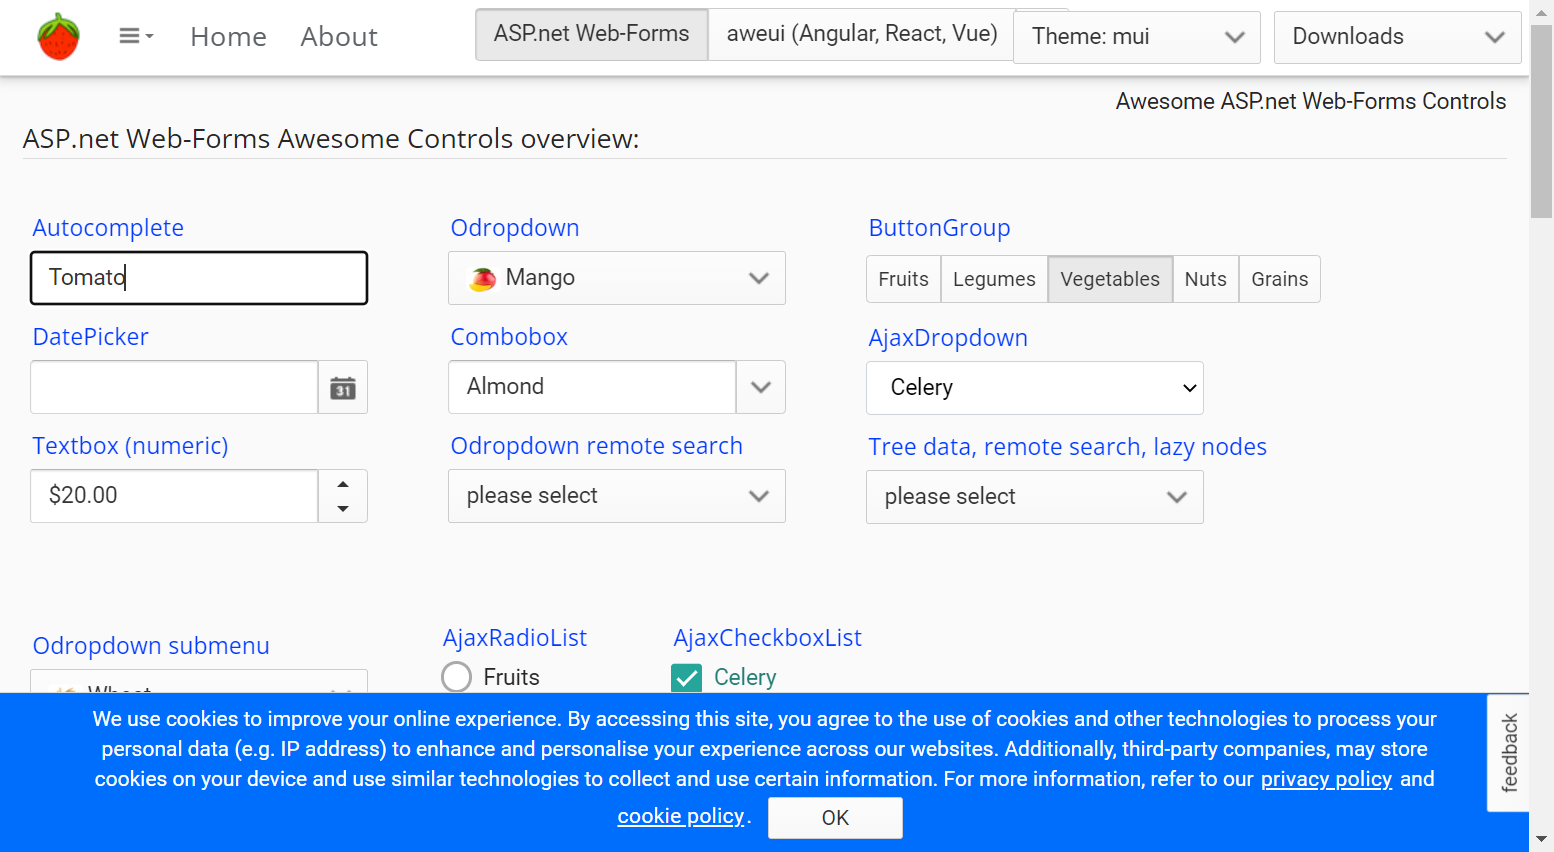 Home
About
ASP.net Web-Forms
aweui (Angular, React, Vue)
Theme: mui
Downloads
Awesome ASP.net Web-Forms Controls
ASP.net Web-Forms Awesome Controls overview:
Autocomplete
Odropdown
ButtonGroup
Tomato
Mango
Fruits
Legumes
Vegetables
Nuts
Grains
DatePicker
Combobox
AjaxDropdown
31
Almond
Celery
Textbox (numeric)
Odropdown remote search
Tree data, remote search, lazy nodes
$20.00
please select
please select
Odropdown submenu
AjaxRadioList
AjaxCheckboxList
Wheat
Fruits
Celery
We use cookies to improve your online experience. By accessing this site, you agree to the use of cookies and other technologies to process your
personal data (e.g. IP address) to enhance and personalise your experience across our websites. Additionally, third-party companies, may store
cookies on your device and use similar technologies to collect and use certain information. For more information, refer to our privacy policy and
cookie policy.
OK
feedback